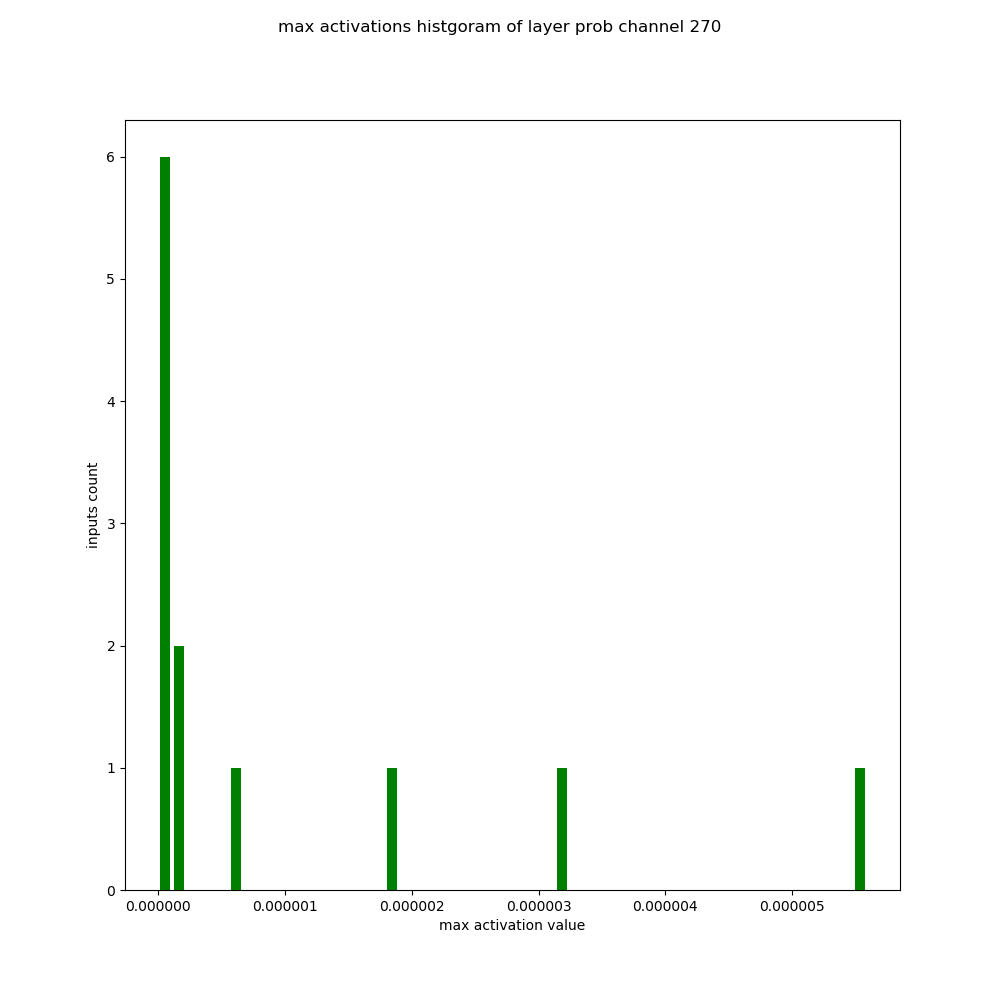 max activations histgoram of layer prob channel 270
6
5
4
3
2
1
0
inputs count
0.000000 0.000001 0.000002 0.000003 0.000004 0.000005
max activation value